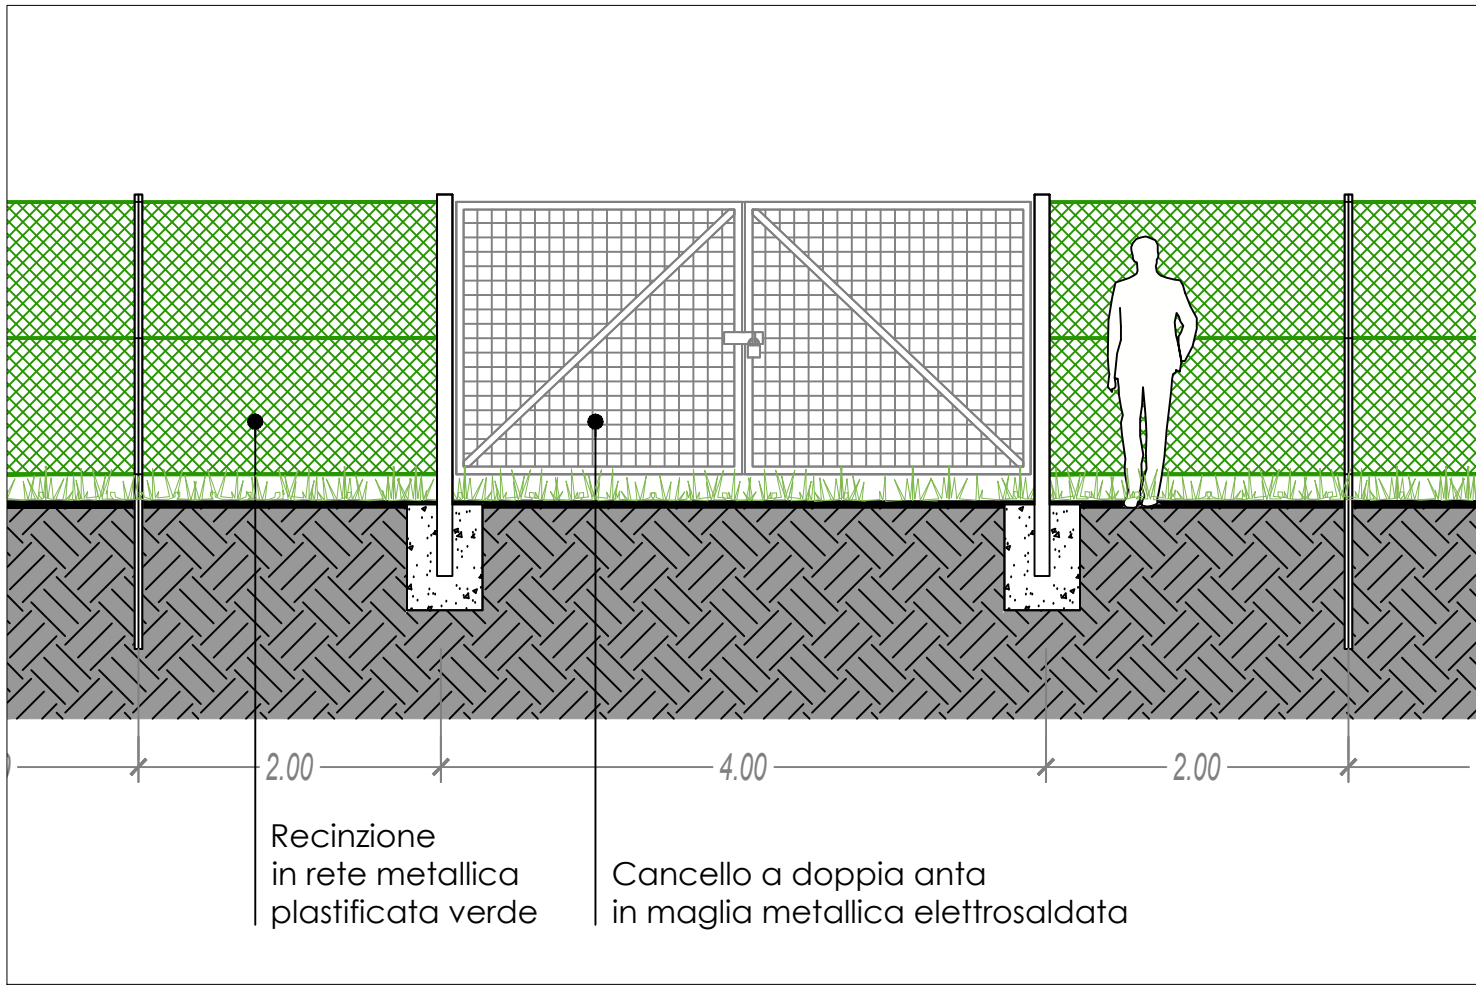 2.00
4.00
2.00
Recinzione
in rete metallica
plastificata verde
Cancello a doppia anta
in maglia metallica elettrosaldata